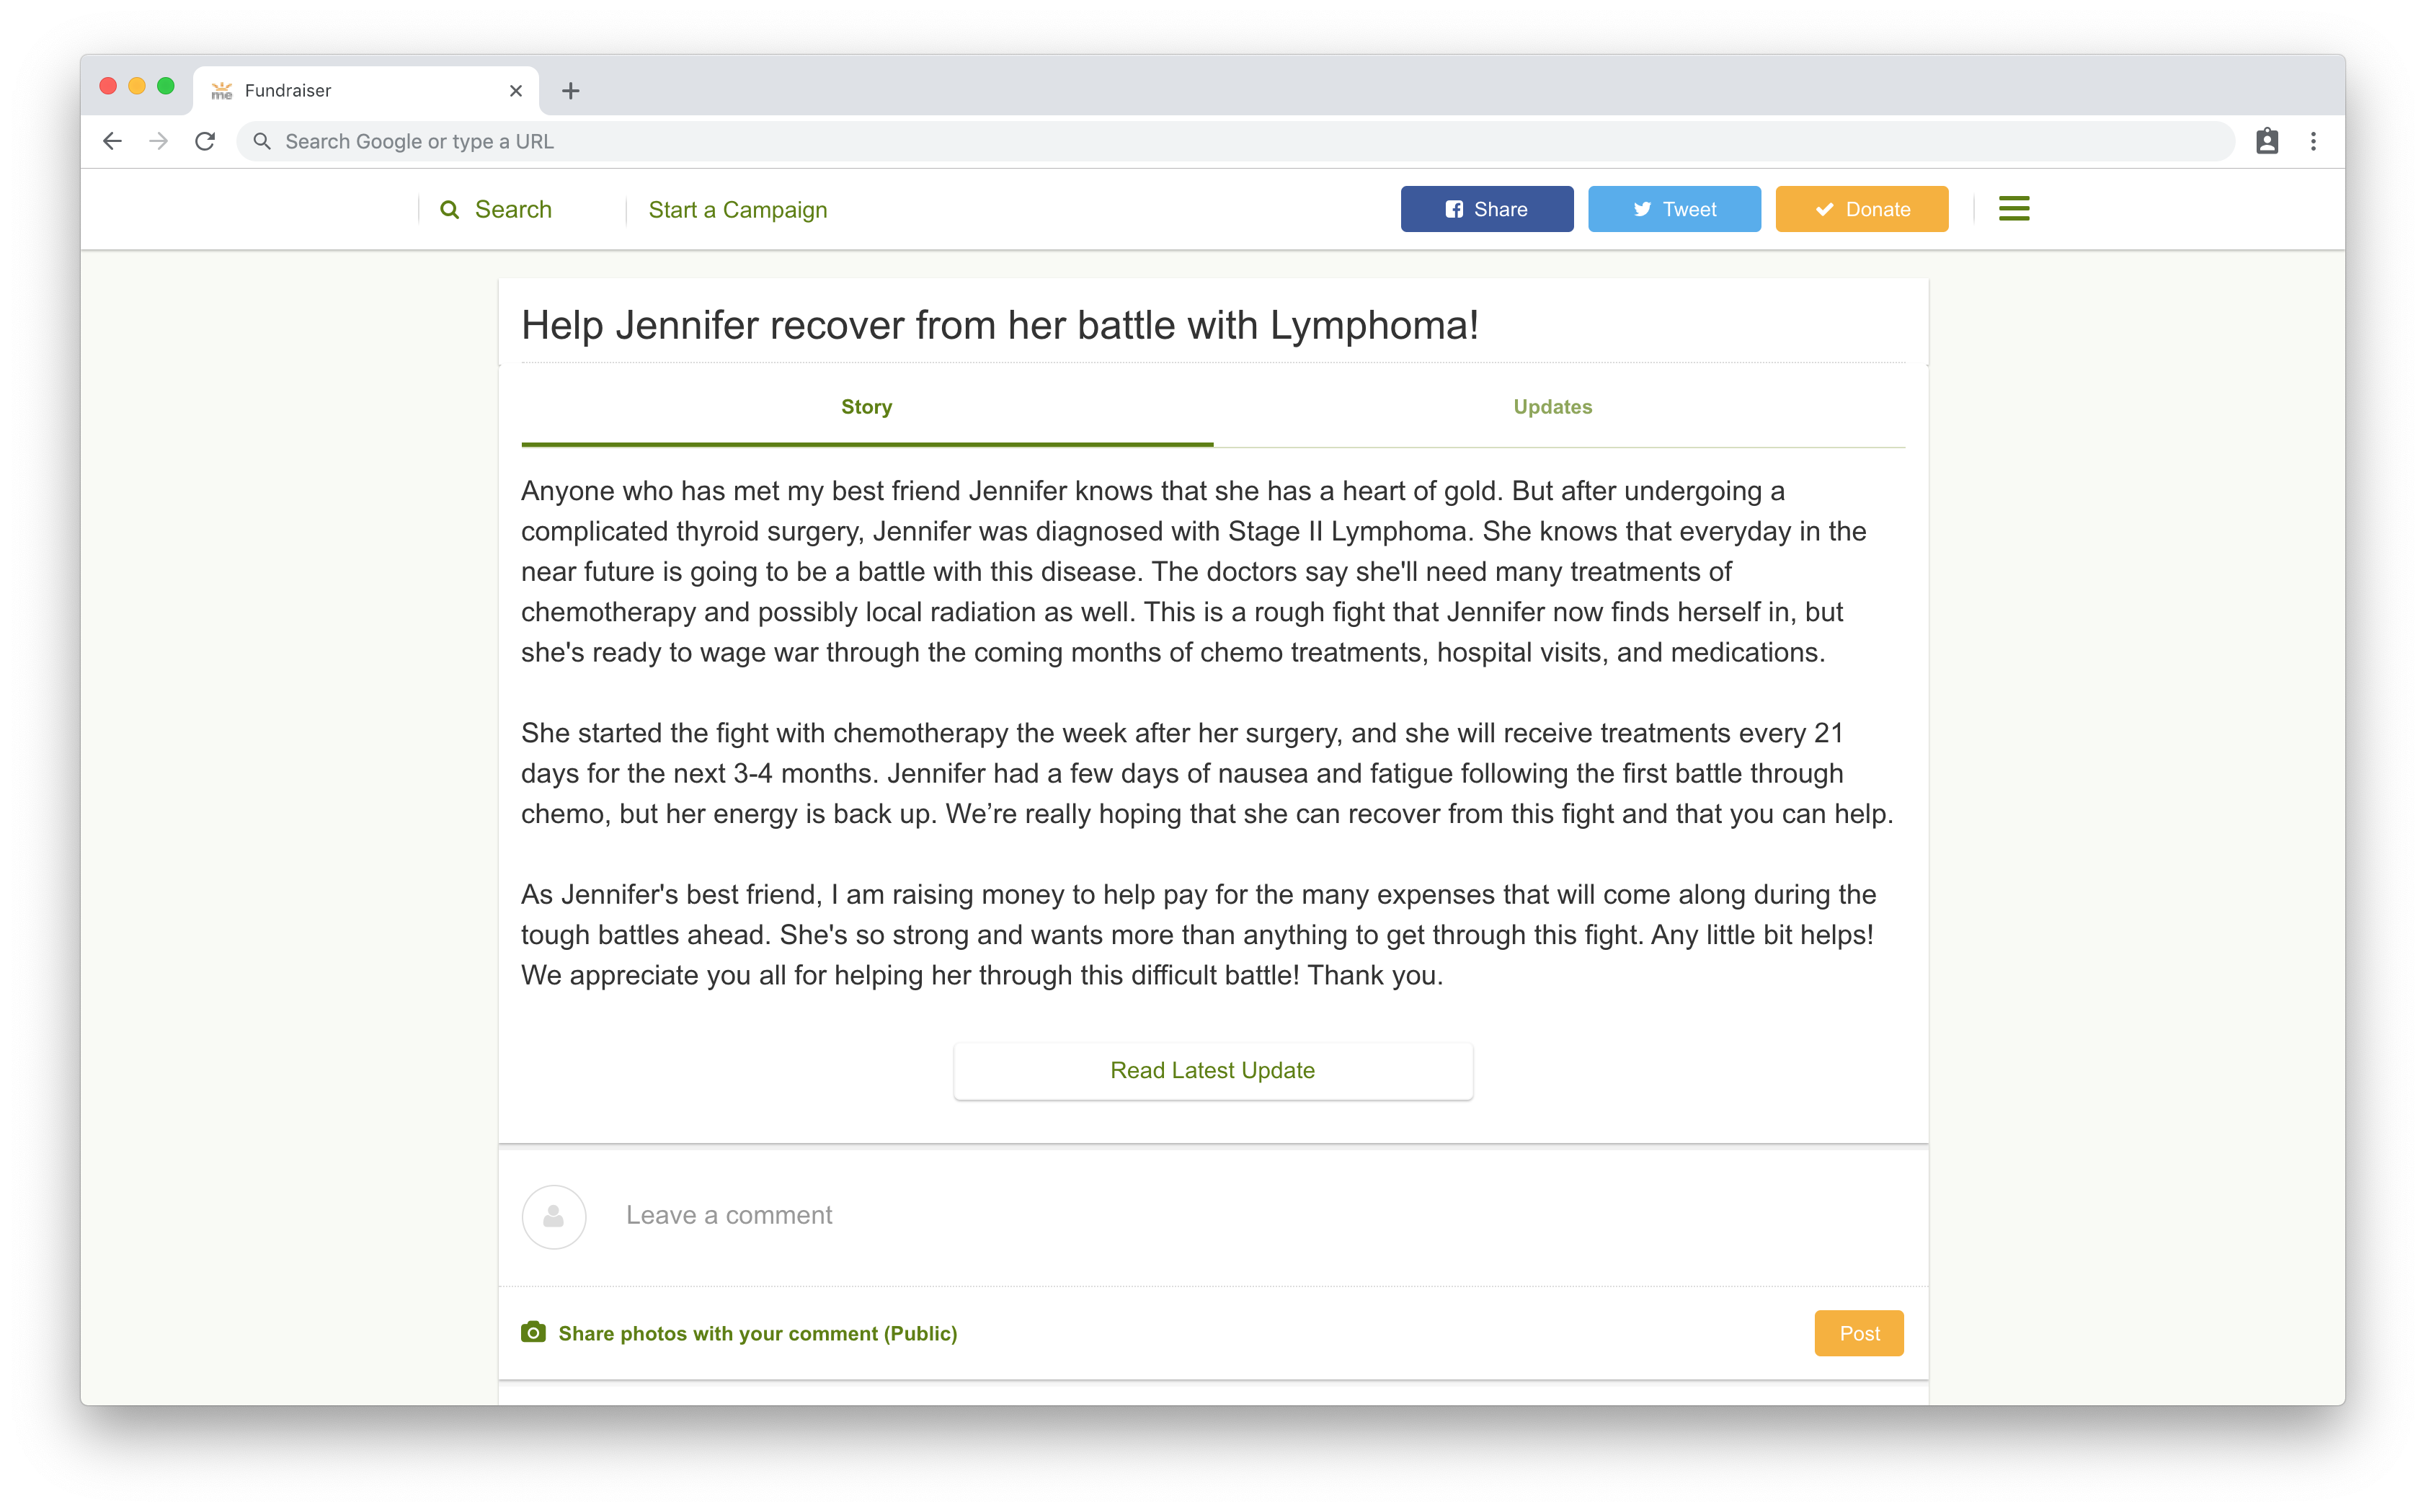 me Fundraiser
Search Google or type a URL
Search
Start a Campaign
Share
Tweet
Donate
Help Jennifer recover from her battle with Lymphoma!
Story
Updates
Anyone who has met my best friend Jennifer knows that she has a heart of gold. But after undergoing a
complicated thyroid surgery, Jennifer was diagnosed with Stage II Lymphoma. She knows that everyday in the
near future is going to be a battle with this disease. The doctors say she'll need many treatments of
chemotherapy and possibly local radiation as well. This is a rough fight that Jennifer now finds herself in, but
she's ready to wage war through the coming months of chemo treatments, hospital visits, and medications.
She started the fight with chemotherapy the week after her surgery, and she will receive treatments every 21
days for the next 3-4 months. Jennifer had a few days of nausea and fatigue following the first battle through
chemo, but her energy is back up. We’re really hoping that she can recover from this fight and that you can help.
As Jennifer's best friend, I am raising money to help pay for the many expenses that will come along during the
tough battles ahead. She's so strong and wants more than anything to get through this fight. Any little bit helps!
We appreciate you all for helping her through this difficult battle! Thank you.
Read Latest Update
Leave a comment
Share photos with your comment (Public)
Post